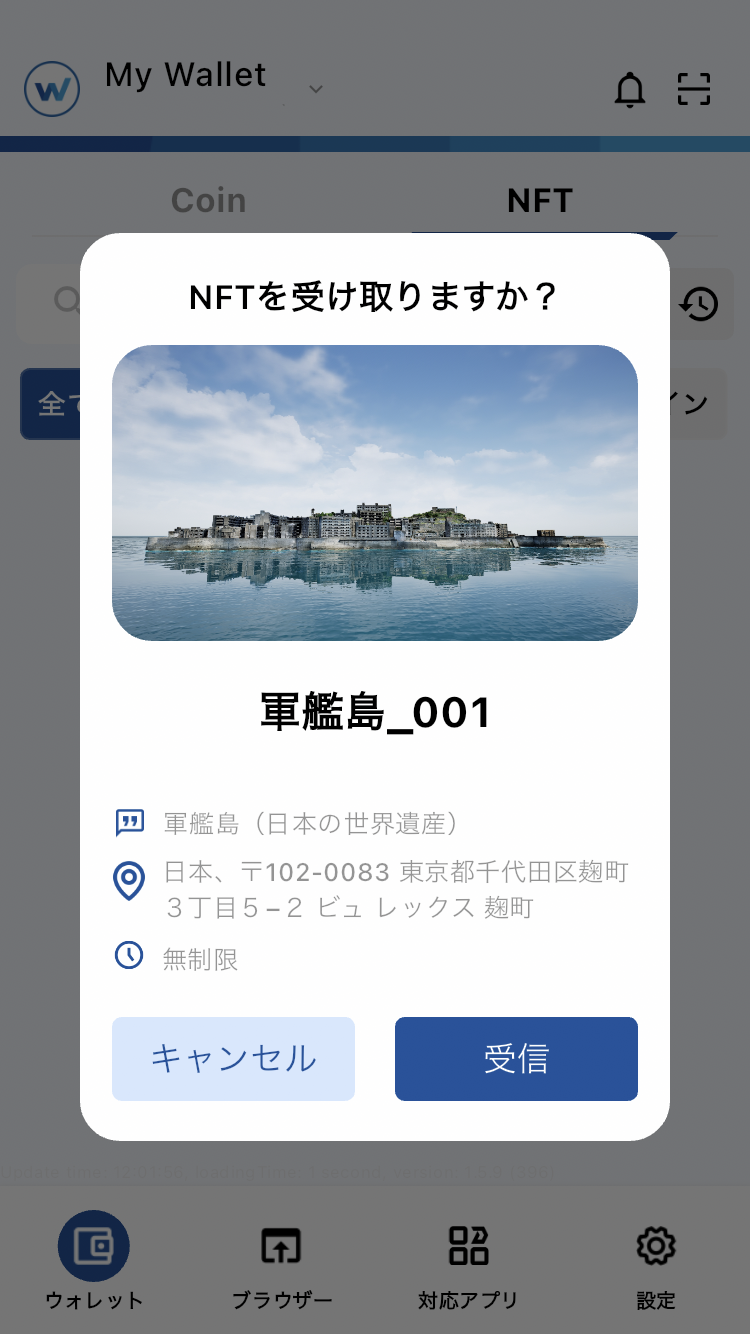 My Wallet
Coin
NFT
NFTを受け取りますか？
全て
イン
軍艦島_001
軍艦島（日本の世界遺産）
日本、〒102-0083 東京都千代田区麹町
３丁目５−２ ビュ レックス 麹町
無制限
キャンセル
受信
ウォレット
ブラウザー
対応アプリ
設定